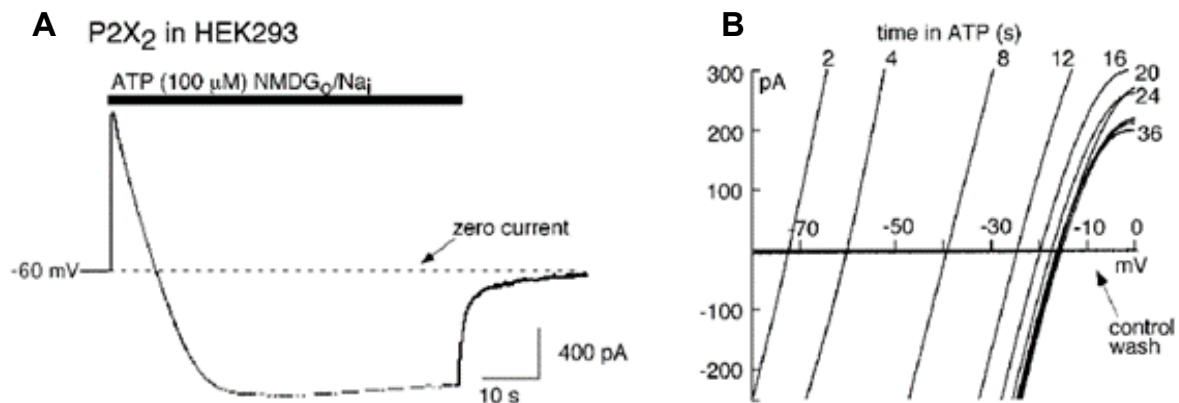 A
P2X2 in HEK293
ATP (100 μM) NMDGo/Nai
zero current
-60 mV
400 pA
10 s
B
time in ATP (s)
2 4 8 12 16
20
24
36
300
pA
200
100
0
-100
-200
-70 -50 -30 -10 0
mV
control
wash